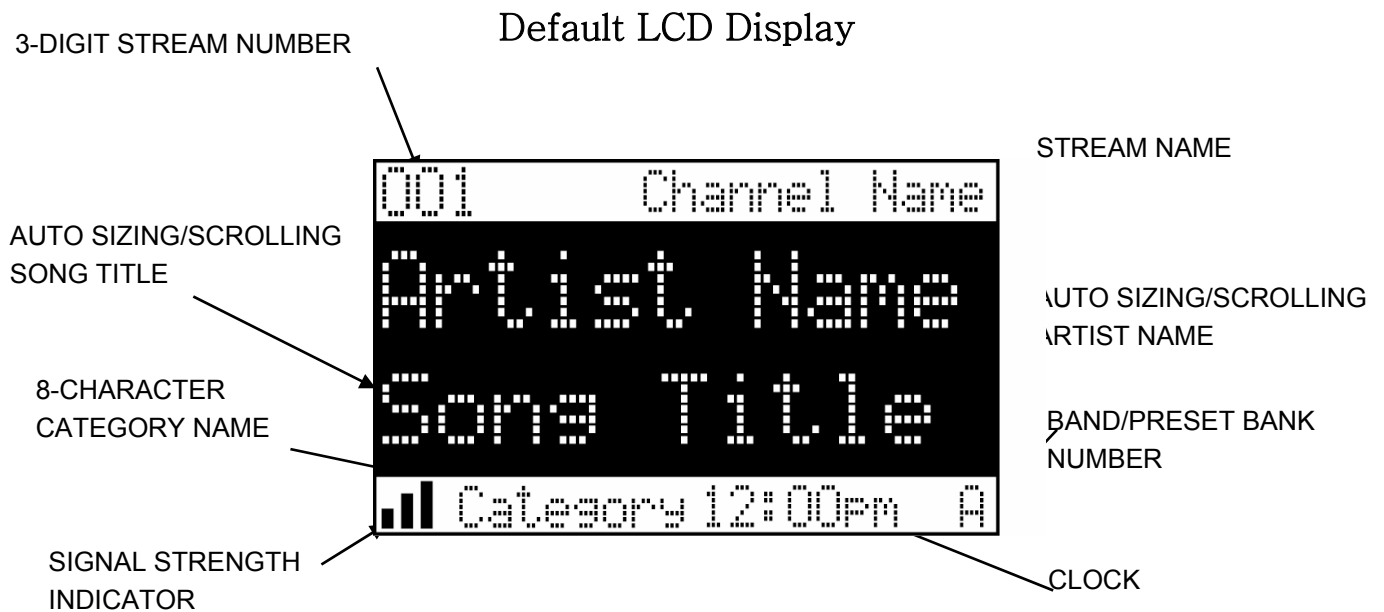 Default LCD Display
3-DIGIT STREAM NUMBER
STREAM NAME
001 Channel Name
AUTO SIZING/SCROLLING
SONG TITLE
Artist Name
AUTO SIZING/SCROLLING
ARTIST NAME
8-CHARACTER
CATEGORY NAME
Song Title
BAND/PRESET BANK
NUMBER
Category 12:00PM A
SIGNAL STRENGTH
INDICATOR
CLOCK